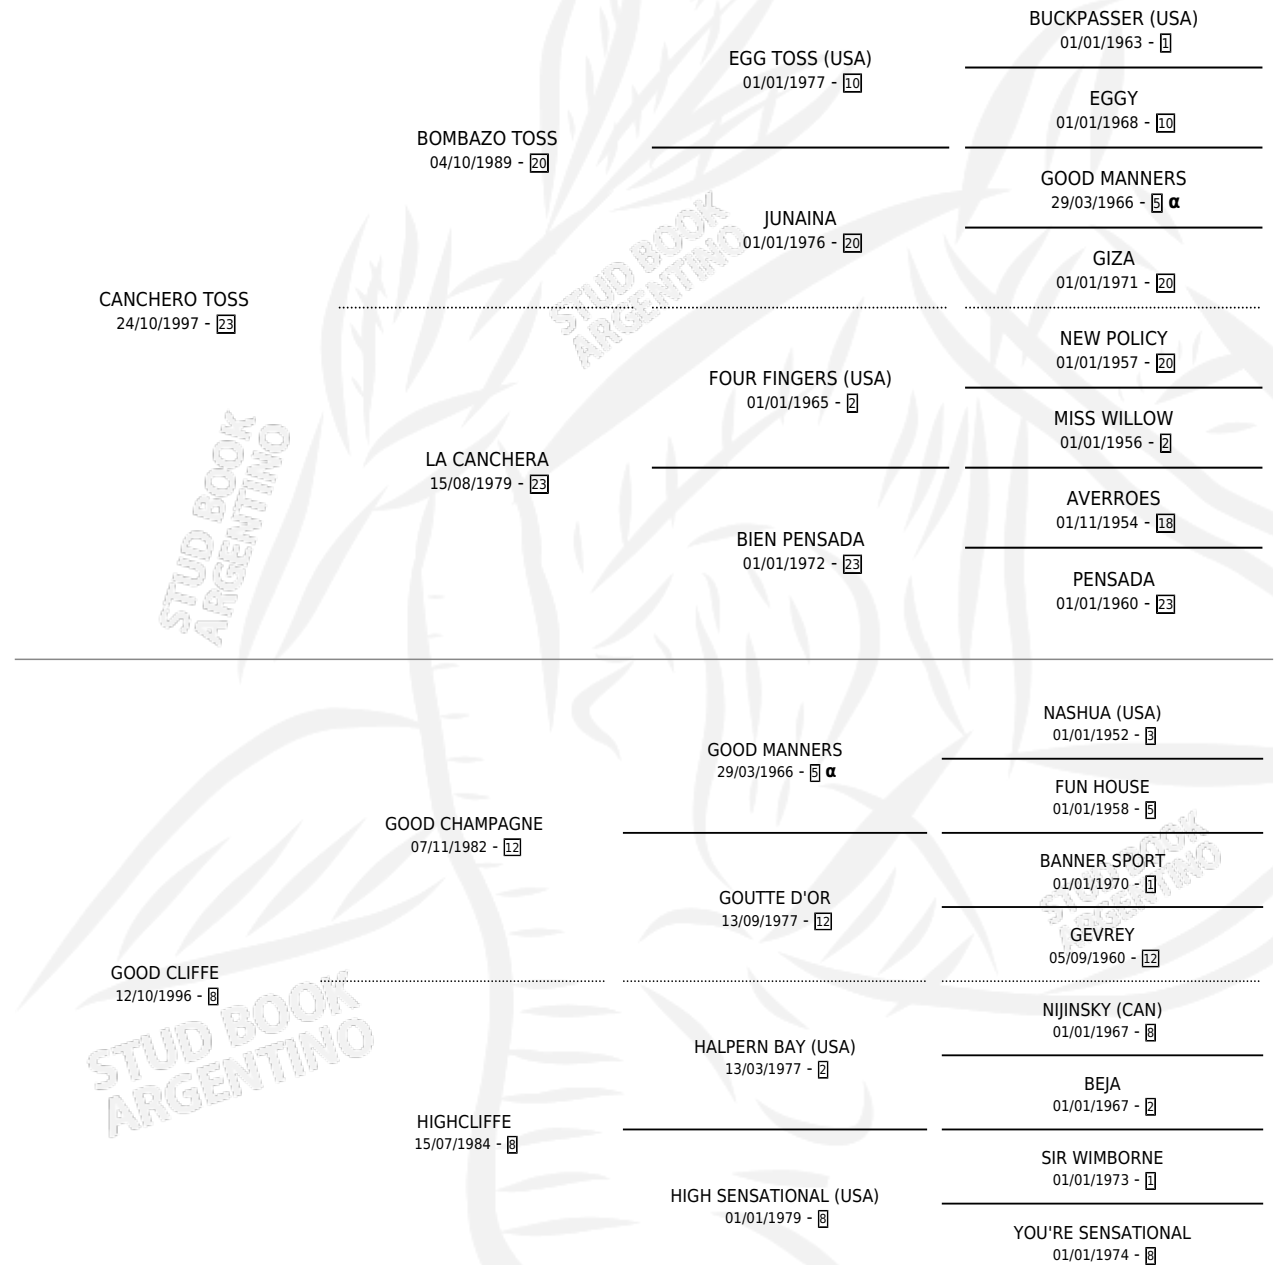 CANCHERO TOSS
24/10/1997 - 23
BOMBAZO TOSS
04/10/1989 - 20
LA CANCHERA
15/08/1979 - 23
EGG TOSS (USA)
01/01/1977 - 10
JUNAINA
01/01/1976 - 20
FOUR FINGERS (USA)
01/01/1965 - 2
BIEN PENSADA
01/01/1972 - 23
BUCKPASSER (USA)
01/01/1963 - 1
EGGY
01/01/1968 - 10
GOOD MANNERS
29/03/1966 - 5 α
GIZA
01/01/1971 - 20
NEW POLICY
01/01/1957 - 20
MISS WILLOW
01/01/1956 - 2
AVERROES
01/11/1954 - 18
PENSADA
01/01/1960 - 23
GOOD CLIFFE
12/10/1996 - 8
GOOD CHAMPAGNE
07/11/1982 - 12
HIGHCLIFFE
15/07/1984 - 8
GOOD MANNERS
29/03/1966 - 5 α
GOUTTE D'OR
13/09/1977 - 12
HALPERN BAY (USA)
13/03/1977 - 2
HIGH SENSATIONAL (USA)
01/01/1979 - 8
NASHUA (USA)
01/01/1952 - 3
FUN HOUSE
01/01/1958 - 5
BANNER SPORT
01/01/1970 - 1
GEVREY
05/09/1960 - 12
NIJINSKY (CAN)
01/01/1967 - 8
BEJA
01/01/1967 - 2
SIR WIMBORNE
01/01/1973 - 1
YOU'RE SENSATIONAL
01/01/1974 - 8
STUD BOOK
ARGENTINO
STUD BOOK
ARGENTINO
STUD BOOK
ARGENTINO
STUD BOOK
ARGENTINO